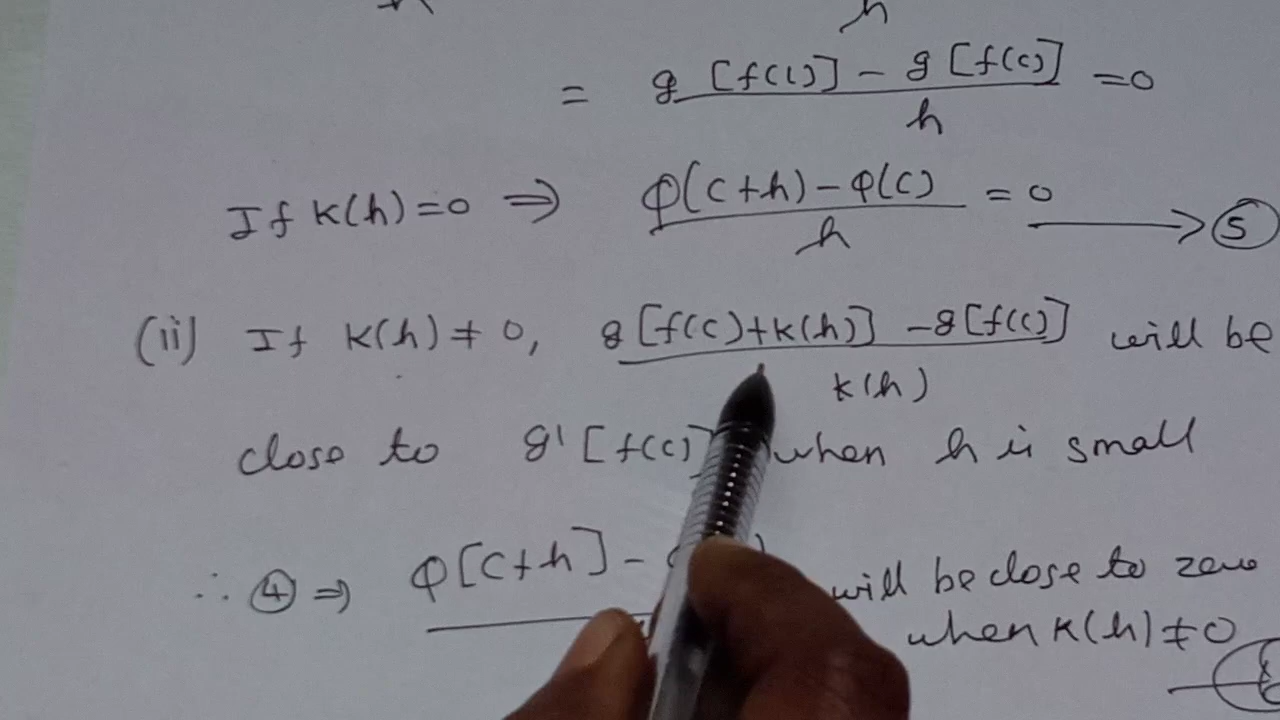 h
= g[f(c)] - g[f(c)] / h = 0
If k(h)=0 ⇒ φ(c+h) - φ(c) / h = 0 → ⑤
(ii) If k(h) ≠ 0, g[f(c)+k(h)] - g[f(c)] / k(h) will be
close to g'[f(c)] when h is small
∴ ④ ⇒ φ[c+h] - will be close to zero
when k(h) ≠ 0